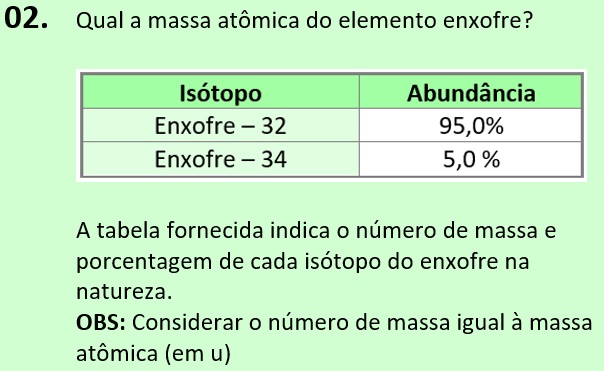 02. Qual a massa atômica do elemento enxofre?
Isótopo Abundância
Enxofre – 32 95,0%
Enxofre – 34 5,0 %
A tabela fornecida indica o número de massa e
porcentagem de cada isótopo do enxofre na
natureza.
OBS: Considerar o número de massa igual à massa
atômica (em u)